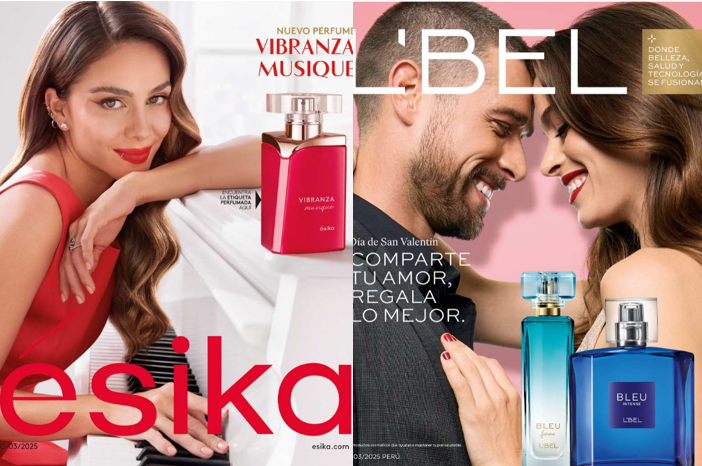 NUEVO PERFUME
VIBRANZA
MUSIQUE
ENCUENTRA
LA ETIQUETA
PERFUMADA
AQUÍ
VIBRANZA
musique
ésika
ésika
03/2025
esika.com
L'BEL
DONDE
BELLEZA,
SALUD Y
TECNOLOGÍA
SE FUSIONAN
Día de San Valentín
COMPARTE
TU AMOR,
REGALA
LO MEJOR.
BLEU
femme
L'BEL
BLEU
INTENSE
L'BEL
03/2025 PERÚ